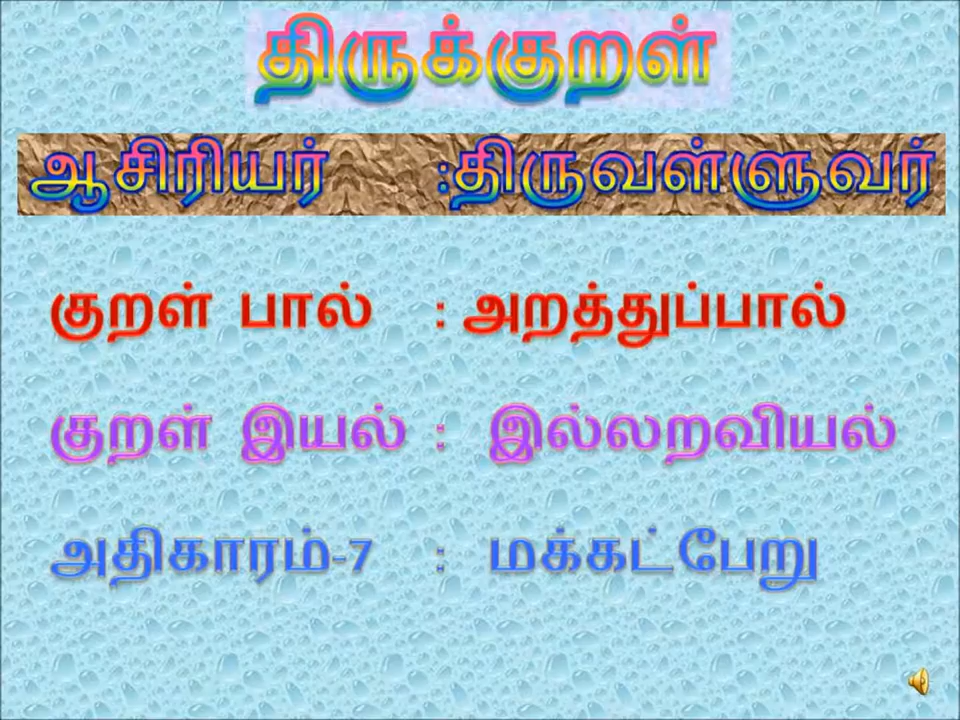 திருக்குறள்
ஆசிரியர் :திருவள்ளுவர்
குறள் பால் : அறத்துப்பால்
குறள் இயல் : இல்லறவியல்
அதிகாரம்-7 : மக்கட்பேறு